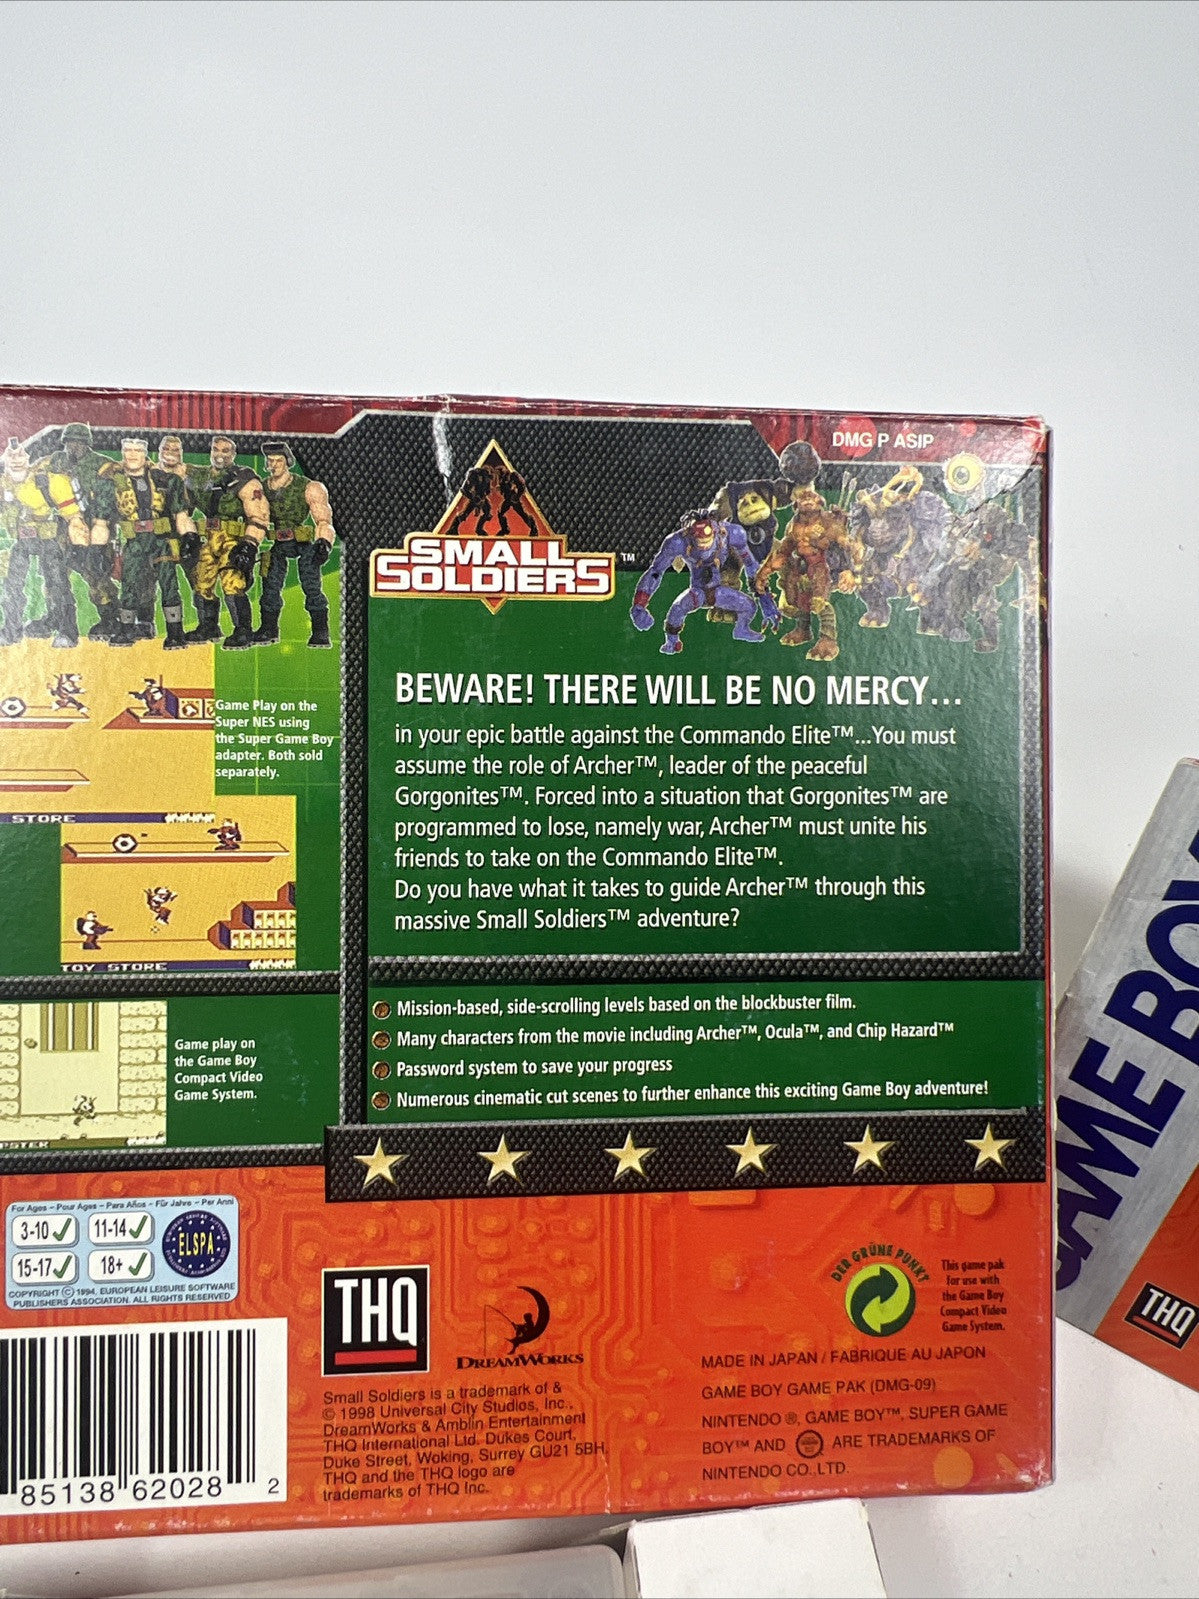 DMG P ASIP
SMALL
SOLDIERS™
BEWARE! THERE WILL BE NO MERCY...
in your epic battle against the Commando Elite™...You must
assume the role of Archer™, leader of the peaceful
Gorgonites™. Forced into a situation that Gorgonites™ are
programmed to lose, namely war, Archer™ must unite his
friends to take on the Commando Elite™.
Do you have what it takes to guide Archer™ through this
massive Small Soldiers™ adventure?
Game Play on the
Super NES using
the Super Game Boy
adapter. Both sold
separately.
STORE
TOY STORE
Game play on
the Game Boy
Compact Video
Game System.
Mission-based, side-scrolling levels based on the blockbuster film.
Many characters from the movie including Archer™, Ocula™, and Chip Hazard™
Password system to save your progress
Numerous cinematic cut scenes to further enhance this exciting Game Boy adventure!
For Ages - Pour Ages - Para Años - Für Jahre - Per Anni
3-10 11-14
15-17 18+
ELSPA
COPYRIGHT © 1994. EUROPEAN LEISURE SOFTWARE
PUBLISHERS ASSOCIATION. ALL RIGHTS RESERVED
85138 62028 2
THQ
DREAMWORKS
Small Soldiers is a trademark of &
© 1998 Universal City Studios, Inc.,
DreamWorks & Amblin Entertainment
THQ International Ltd. Dukes Court,
Duke Street, Woking, Surrey GU21 5BH.
THQ and the THQ logo are
trademarks of THQ Inc.
DER GRÜNE PUNKT
This game pak
for use with
the Game Boy
Compact Video
Game System.
MADE IN JAPAN / FABRIQUE AU JAPON
GAME BOY GAME PAK (DMG-09)
NINTENDO ®, GAME BOY™, SUPER GAME
BOY™ AND ARE TRADEMARKS OF
NINTENDO CO., LTD.
GAME BOY
THQ